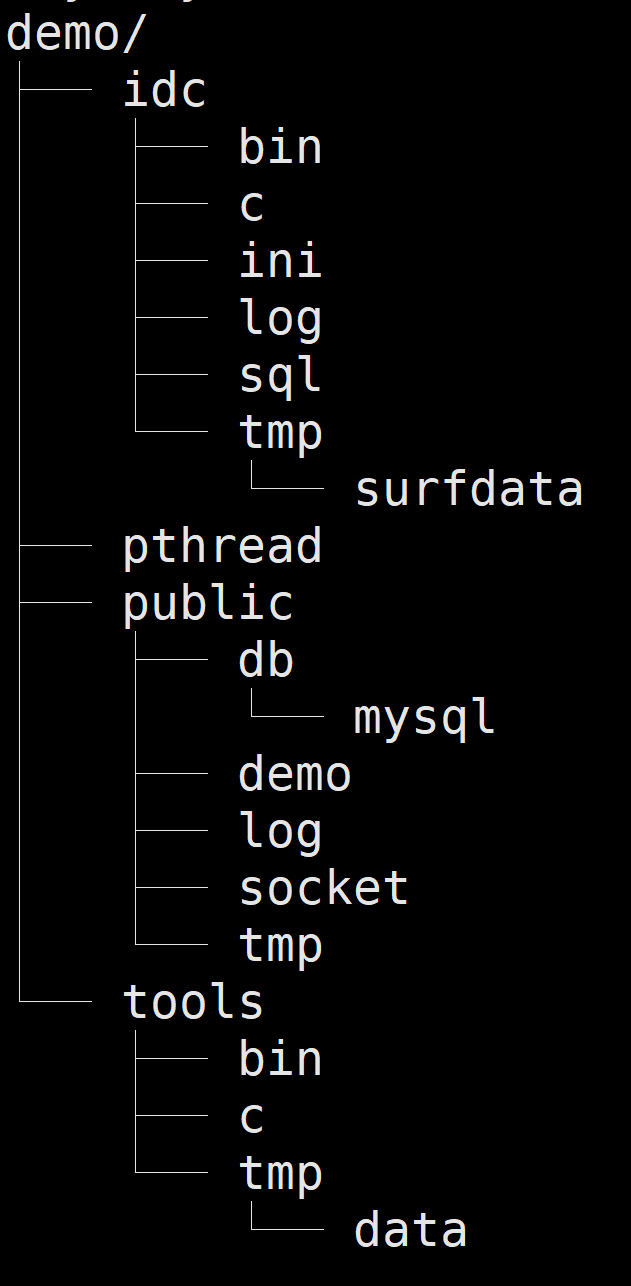 demo/
├── idc
│   ├── bin
│   ├── c
│   ├── ini
│   ├── log
│   ├── sql
│   └── tmp
│       └── surfdata
├── pthread
├── public
│   ├── db
│   │   └── mysql
│   ├── demo
│   ├── log
│   ├── socket
│   └── tmp
└── tools
    ├── bin
    ├── c
    └── tmp
        └── data